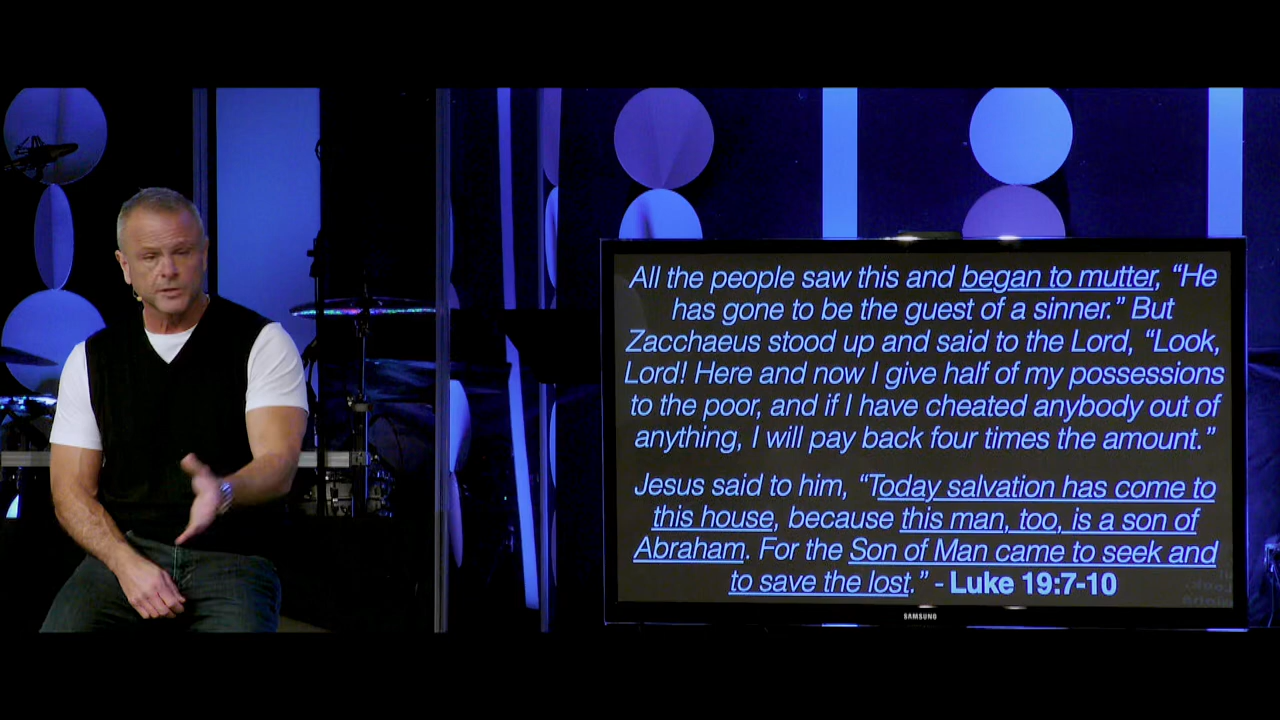 All the people saw this and began to mutter, “He
has gone to be the guest of a sinner.” But
Zacchaeus stood up and said to the Lord, “Look,
Lord! Here and now I give half of my possessions
to the poor, and if I have cheated anybody out of
anything, I will pay back four times the amount.”
Jesus said to him, “Today salvation has come to
this house, because this man, too, is a son of
Abraham. For the Son of Man came to seek and
to save the lost.” - Luke 19:7-10
SAMSUNG